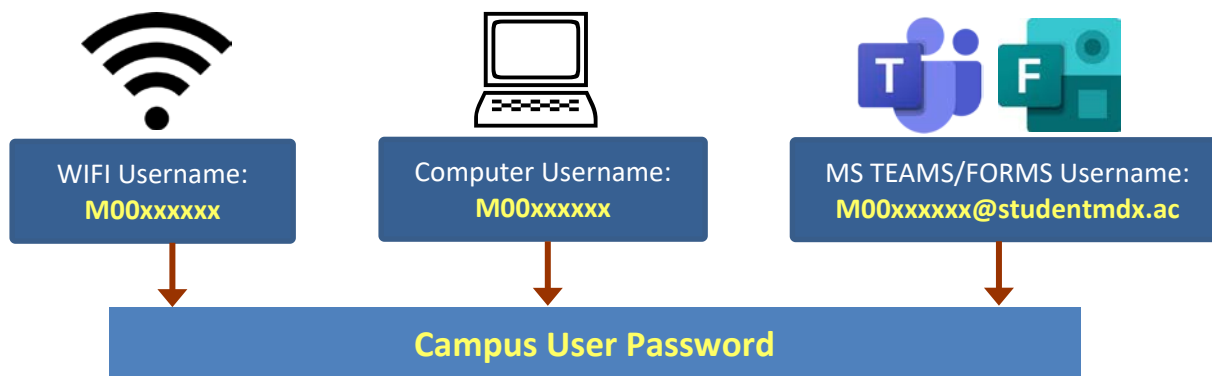 T
F
WIFI Username:
M00xxxxxx
Computer Username:
M00xxxxxx
MS TEAMS/FORMS Username:
M00xxxxxx@studentmdx.ac
Campus User Password